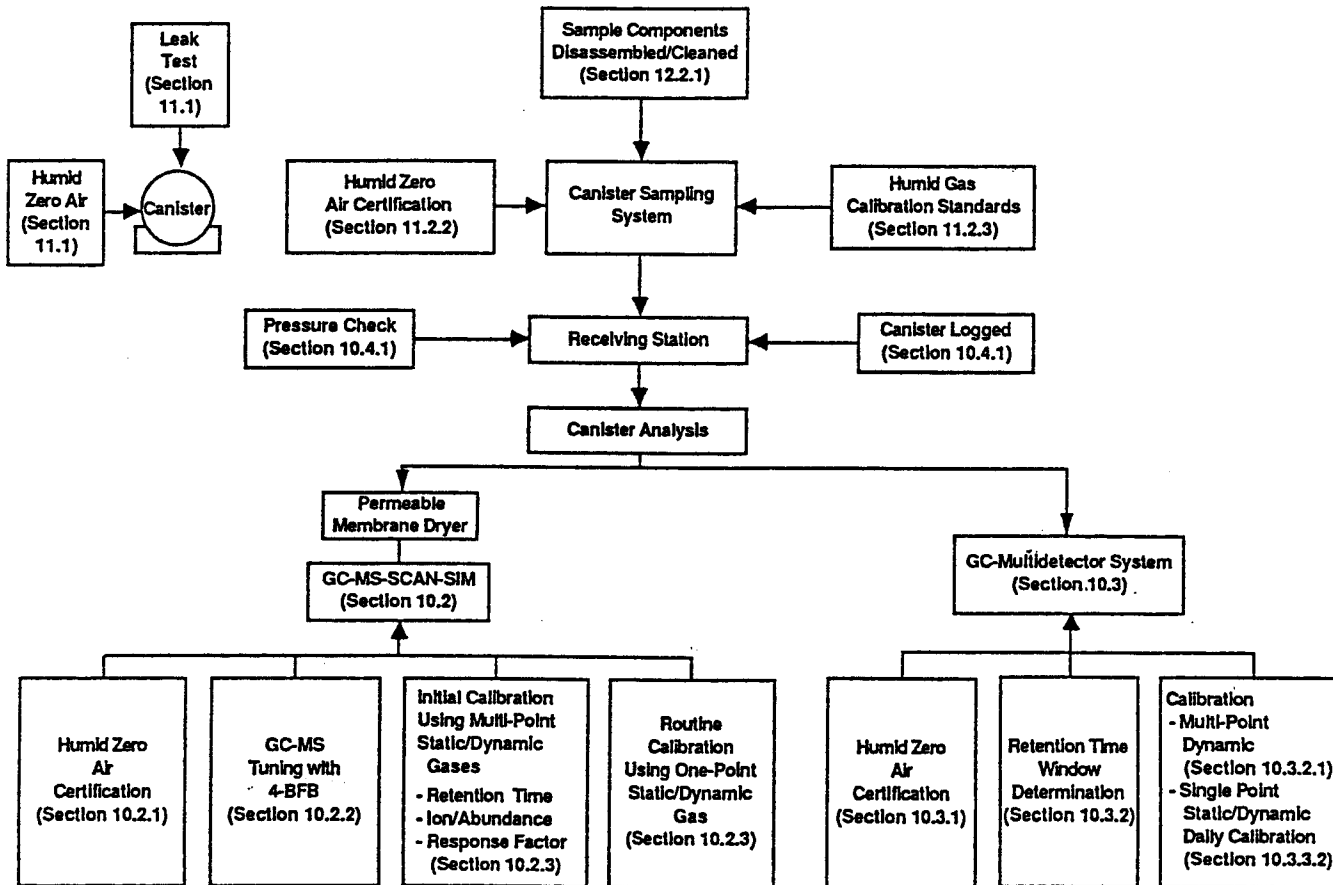 Leak
Test
(Section
11.1)
Sample Components
Disassembled/Cleaned
(Section 12.2.1)
Humid
Zero Air
(Section
11.1)
Canister
Humid Zero
Air Certification
(Section 11.2.2)
Canister Sampling
System
Humid Gas
Calibration Standards
(Section 11.2.3)
Pressure Check
(Section 10.4.1)
Receiving Station
Canister Logged
(Section 10.4.1)
Canister Analysis
Permeable
Membrane Dryer
GC-MS-SCAN-SIM
(Section 10.2)
GC-Multidetector System
(Section.10.3)
Humid Zero
Air
Certification
(Section 10.2.1)
GC-MS
Tuning with
4-BFB
(Section 10.2.2)
Initial Calibration
Using Multi-Point
Static/Dynamic
Gases
- Retention Time
- Ion/Abundance
- Response Factor
(Section 10.2.3)
Routine
Calibration
Using One-Point
Static/Dynamic
Gas
(Section 10.2.3)
Humid Zero
Air
Certification
(Section 10.3.1)
Retention Time
Window
Determination
(Section 10.3.2)
Calibration
- Multi-Point
Dynamic
(Section 10.3.2.1)
- Single Point
Static/Dynamic
Daily Calibration
(Section 10.3.3.2)